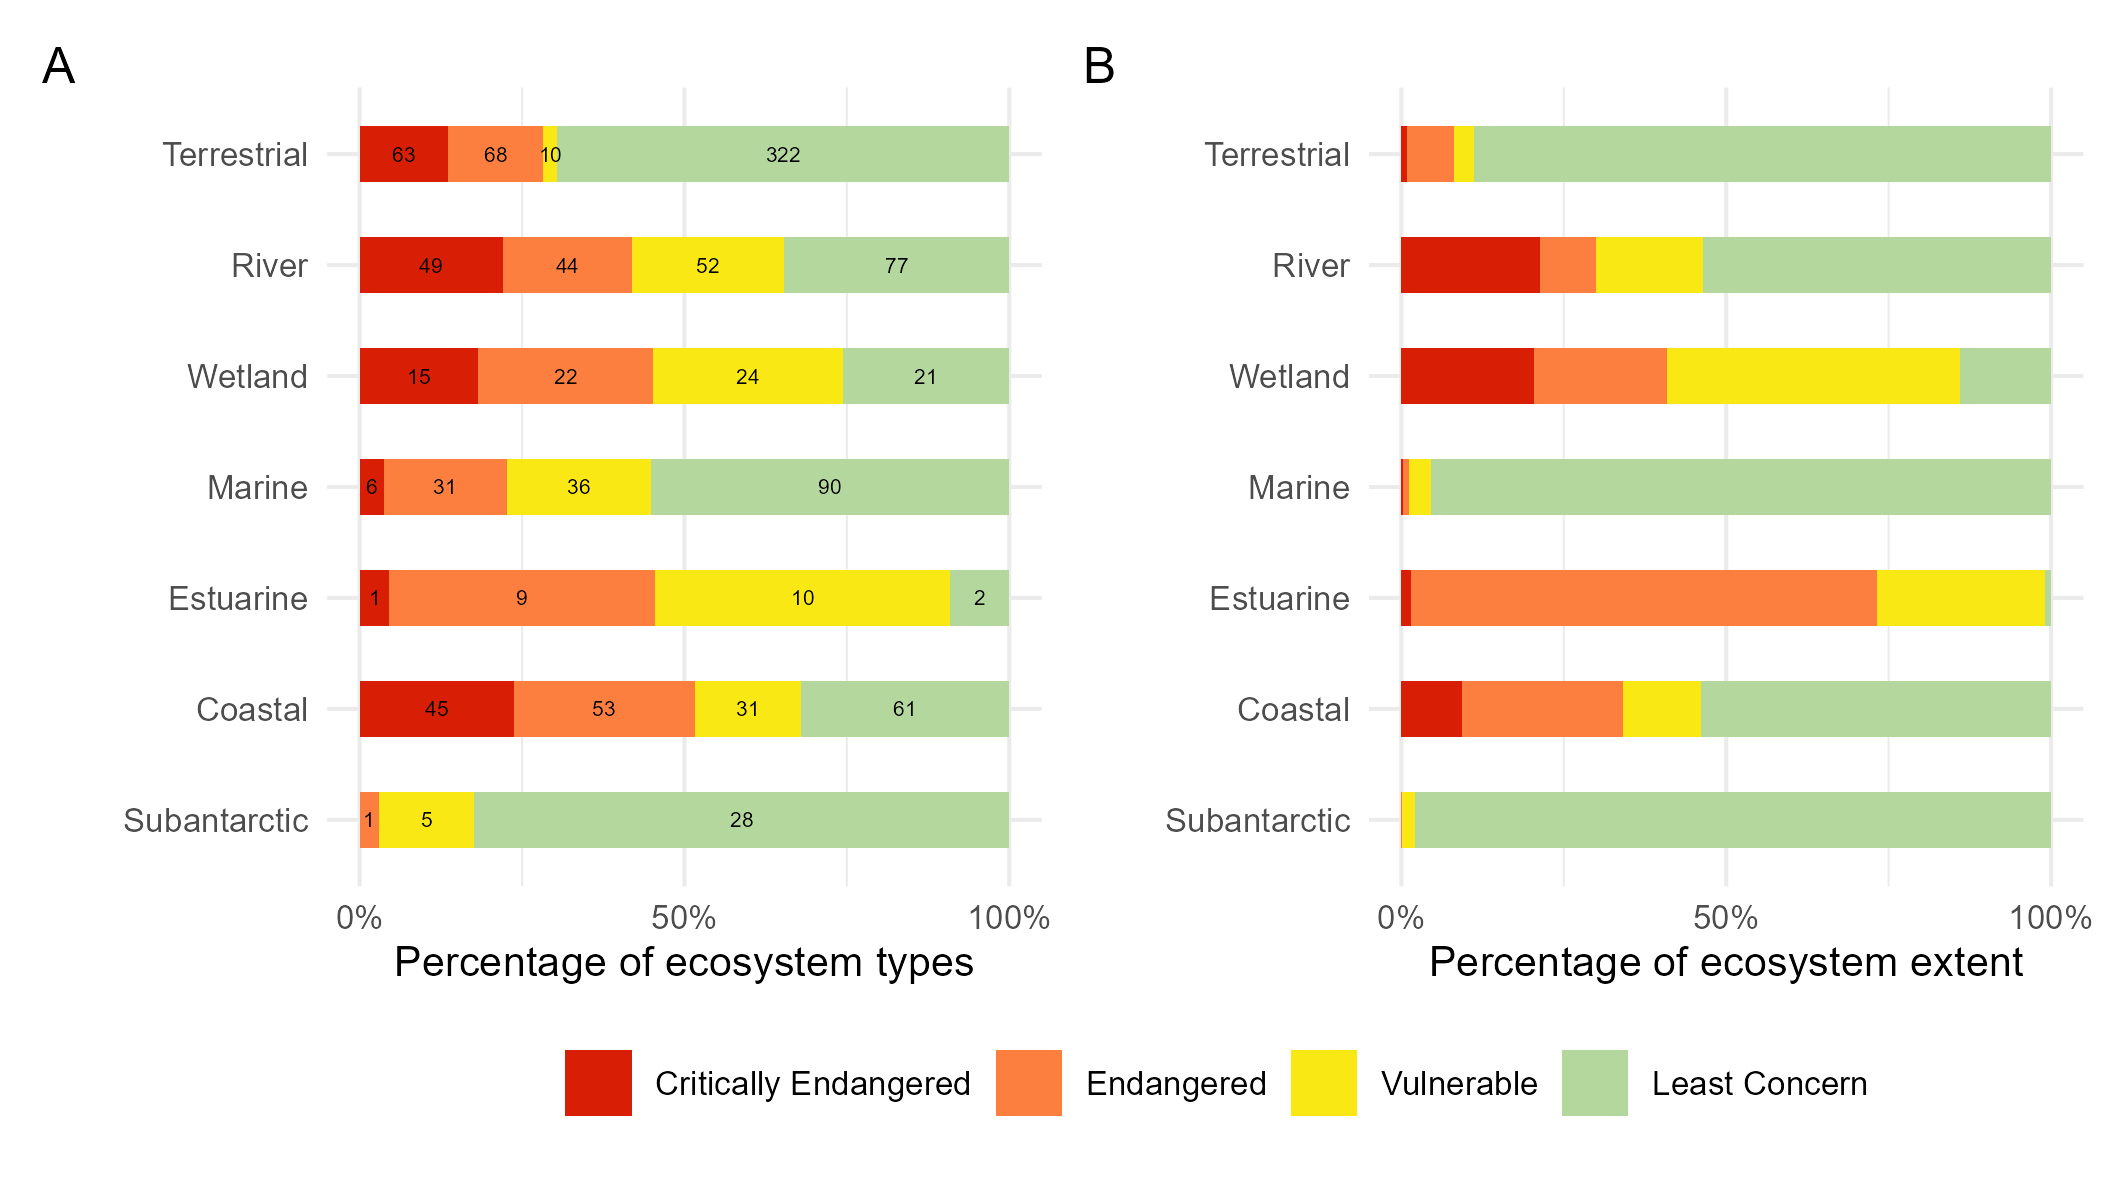 A
B
Terrestrial
63 68 10 322
River
49 44 52 77
Wetland
15 22 24 21
Marine
6 31 36 90
Estuarine
1 9 10 2
Coastal
45 53 31 61
Subantarctic
1 5 28
0% 50% 100%
Percentage of ecosystem types
Terrestrial
River
Wetland
Marine
Estuarine
Coastal
Subantarctic
0% 50% 100%
Percentage of ecosystem extent
Critically Endangered Endangered Vulnerable Least Concern